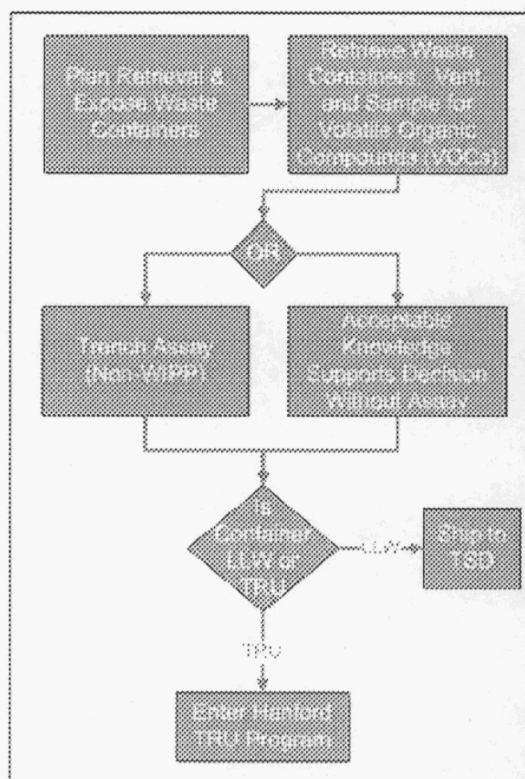 Plan Retrieval &
Expose Waste
Containers
Retrieve Waste
Containers, Vent,
and Sample for
Volatile Organic
Compounds (VOCs)
OR
Trench Assay
(Non-WIPP)
Acceptable
Knowledge
Supports Decision
Without Assay
Is
Container
LLW or
TRU
LLW
Ship to
TSD
TRU
Enter Hanford
TRU Program